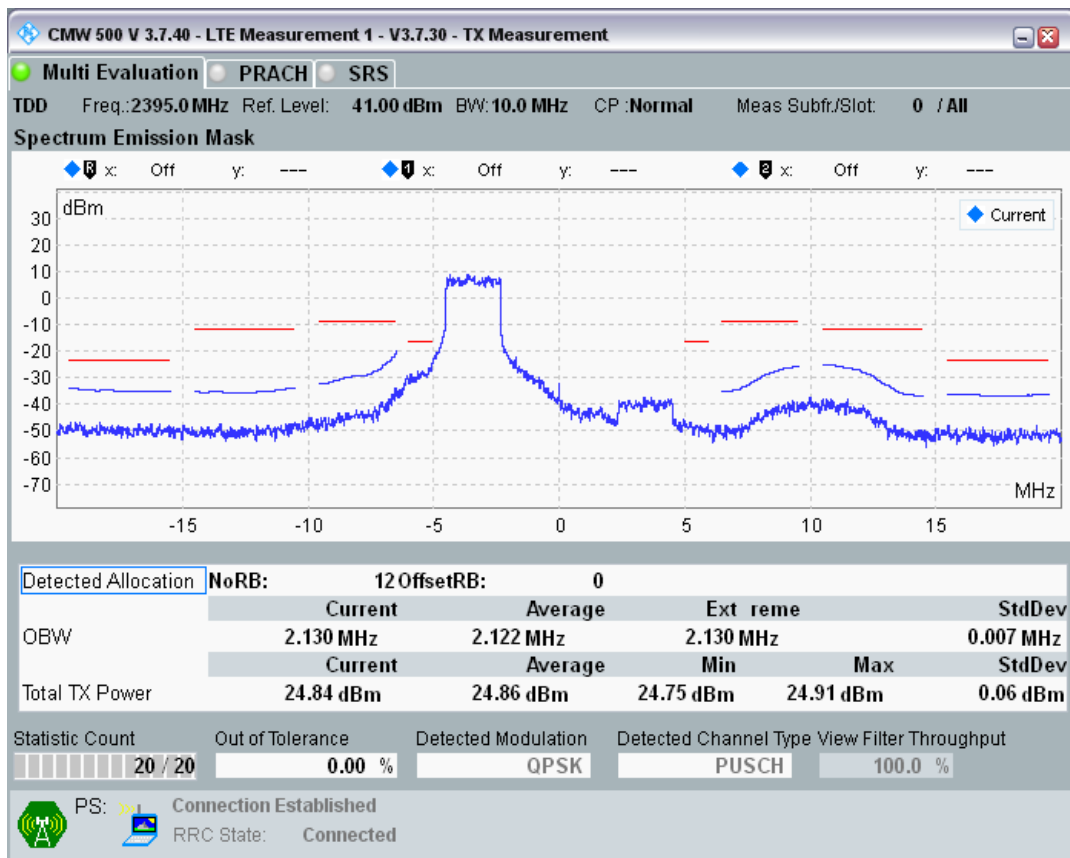 CMW 500 V 3.7.40 - LTE Measurement 1 - V3.7.30 - TX Measurement
Multi Evaluation PRACH SRS
TDD Freq.:2395.0 MHz Ref. Level: 41.00 dBm BW:10.0 MHz CP :Normal Meas Subfr./Slot: 0 / All
Spectrum Emission Mask
R x: Off y: --- 1 x: Off y: --- 2 x: Off y: ---
dBm
Current
30
20
10
0
-10
-20
-30
-40
-50
-60
-70
MHz
-15 -10 -5 0 5 10 15
Detected Allocation NoRB: 12 OffsetRB: 0
Current Average Ext reme StdDev
OBW 2.130 MHz 2.122 MHz 2.130 MHz 0.007 MHz
Current Average Min Max StdDev
Total TX Power 24.84 dBm 24.86 dBm 24.75 dBm 24.91 dBm 0.06 dBm
Statistic Count Out of Tolerance Detected Modulation Detected Channel Type View Filter Throughput
20 / 20 0.00 % QPSK PUSCH 100.0 %
PS: Connection Established
RRC State: Connected